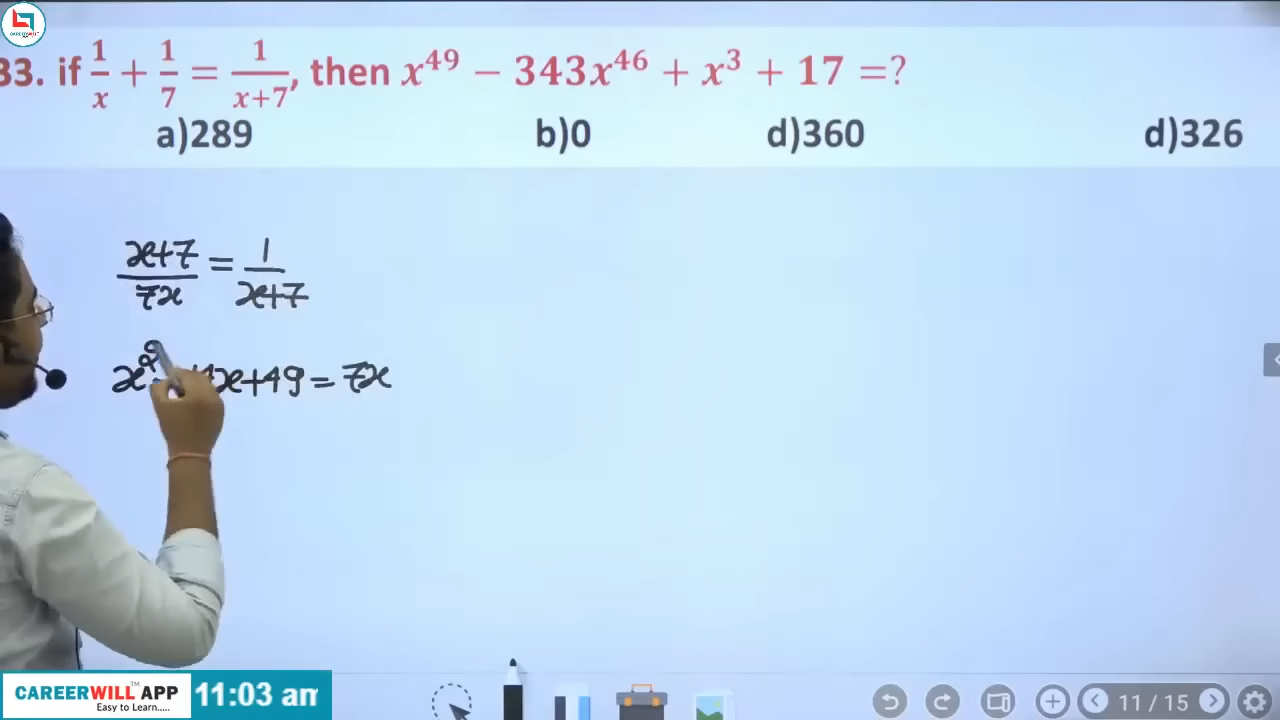 CAREERWILL
33. if 1/x + 1/7 = 1/(x+7), then x^49 − 343x^46 + x^3 + 17 =?
a)289 b)0 d)360 d)326
x+7/7x = 1/x+7
x^2 x+49 = 7x
CAREERWILL™ APP
Easy to Learn.....
11:03 am
11 / 15